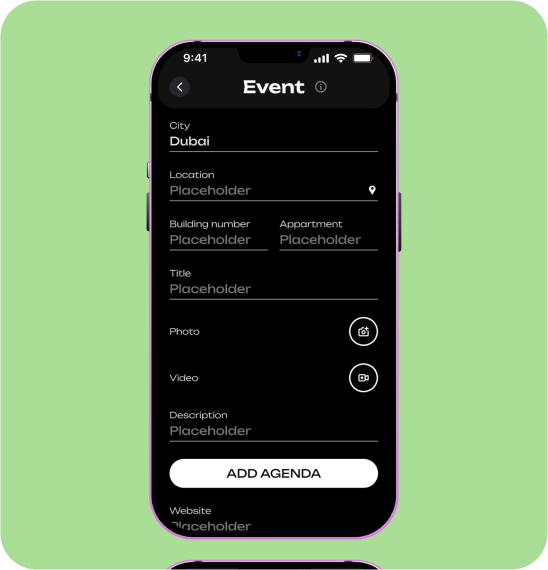 9:41
Event
City
Dubai
Location
Placeholder
Building number Appartment
Placeholder Placeholder
Title
Placeholder
Photo
Video
Description
Placeholder
ADD AGENDA
Website
Placeholder